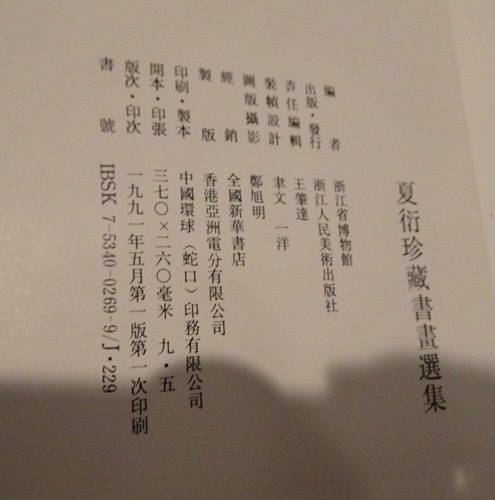 夏衍珍藏書畫選集
編者 浙江省博物館
出版·發行 浙江人民美術出版社
責任編輯 王肇達
裝幀設計 聿文 一洋
圖版攝影 鄭旭明
經銷 全國新華書店
製版 香港亞洲電分有限公司
印刷·製本 中國環球(蛇口)印務有限公司
開本·印張 三七〇×二六〇毫米 九·五
版次·印次 一九九一年五月第一版第一次印刷
書號 IBSK 7-5340-0269-9/J·229